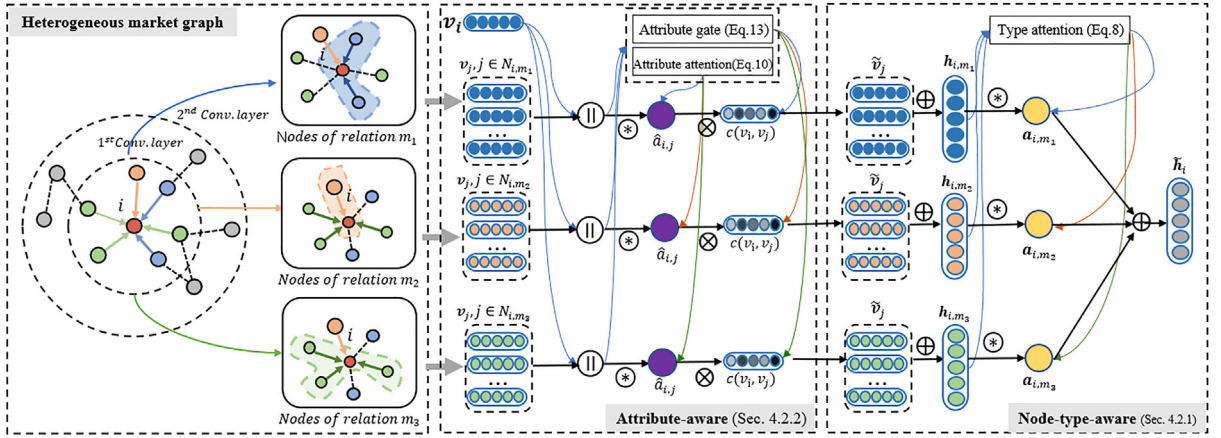 Heterogeneous market graph
2nd Conv.layer
1st Conv.layer
i
i
Nodes of relation m1
i
Nodes of relation m2
i
Nodes of relation m3
vi
vj, j ∈ Ni,m1
...
vj, j ∈ Ni,m2
...
vj, j ∈ Ni,m3
...
Attribute gate (Eq.13)
Attribute attention(Eq.10)
||
*
âi,j
⊗
c(vi, vj)
||
*
âi,j
⊗
c(vi, vj)
||
*
âi,j
⊗
c(vi, vj)
Attribute-aware (Sec. 4.2.2)
ṽj
...
⊕
hi,m1
*
ai,m1
Type attention (Eq.8)
ṽj
...
⊕
hi,m2
*
ai,m2
ṽj
...
⊕
hi,m3
*
ai,m3
⊕
h̃i
Node-type-aware (Sec. 4.2.1)